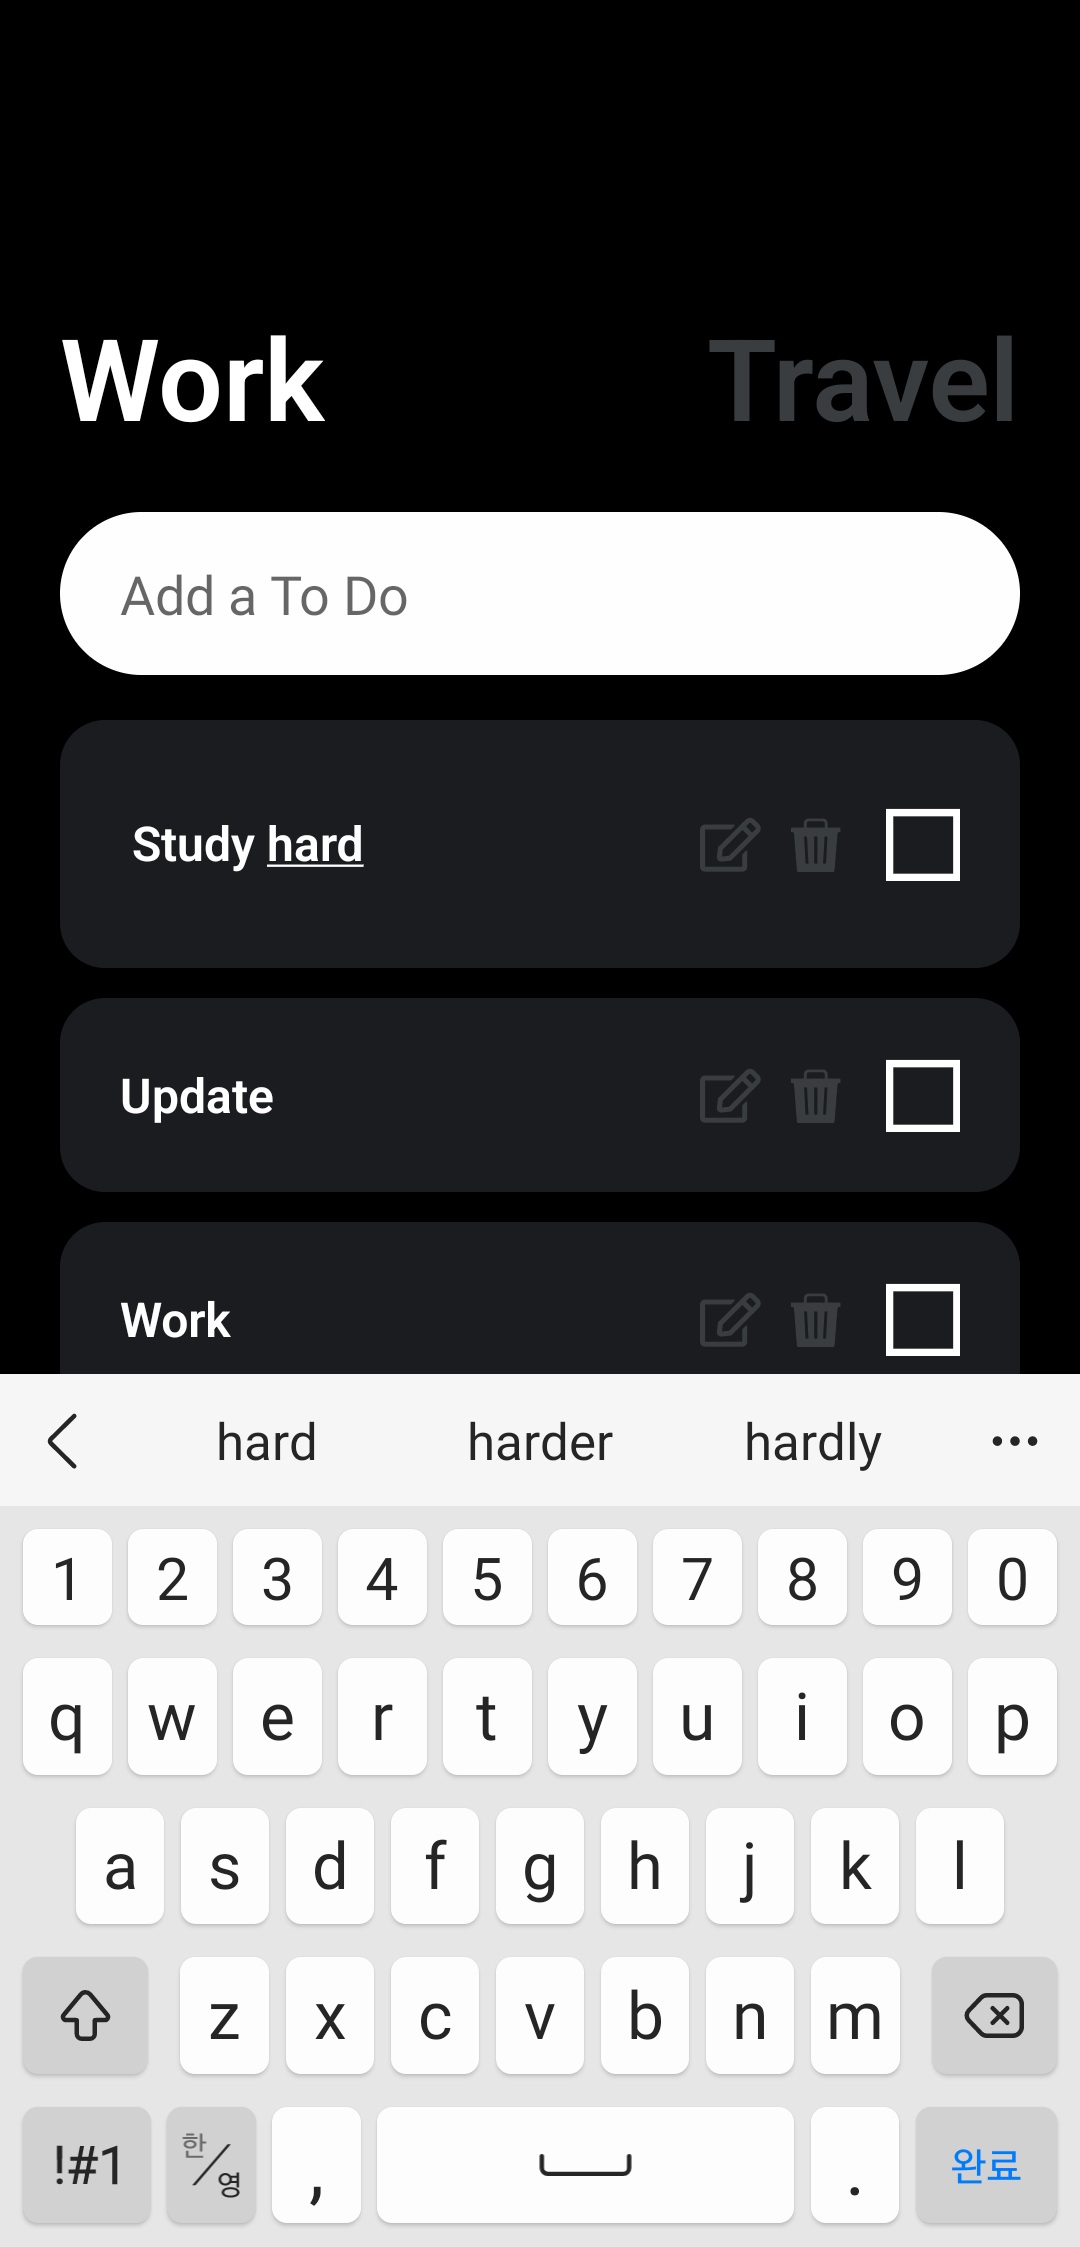 Work Travel
Add a To Do
Study hard
Update
Work
hard harder hardly
1 2 3 4 5 6 7 8 9 0
q w e r t y u i o p
a s d f g h j k l
z x c v b n m
!#1 한/영 , . 완료